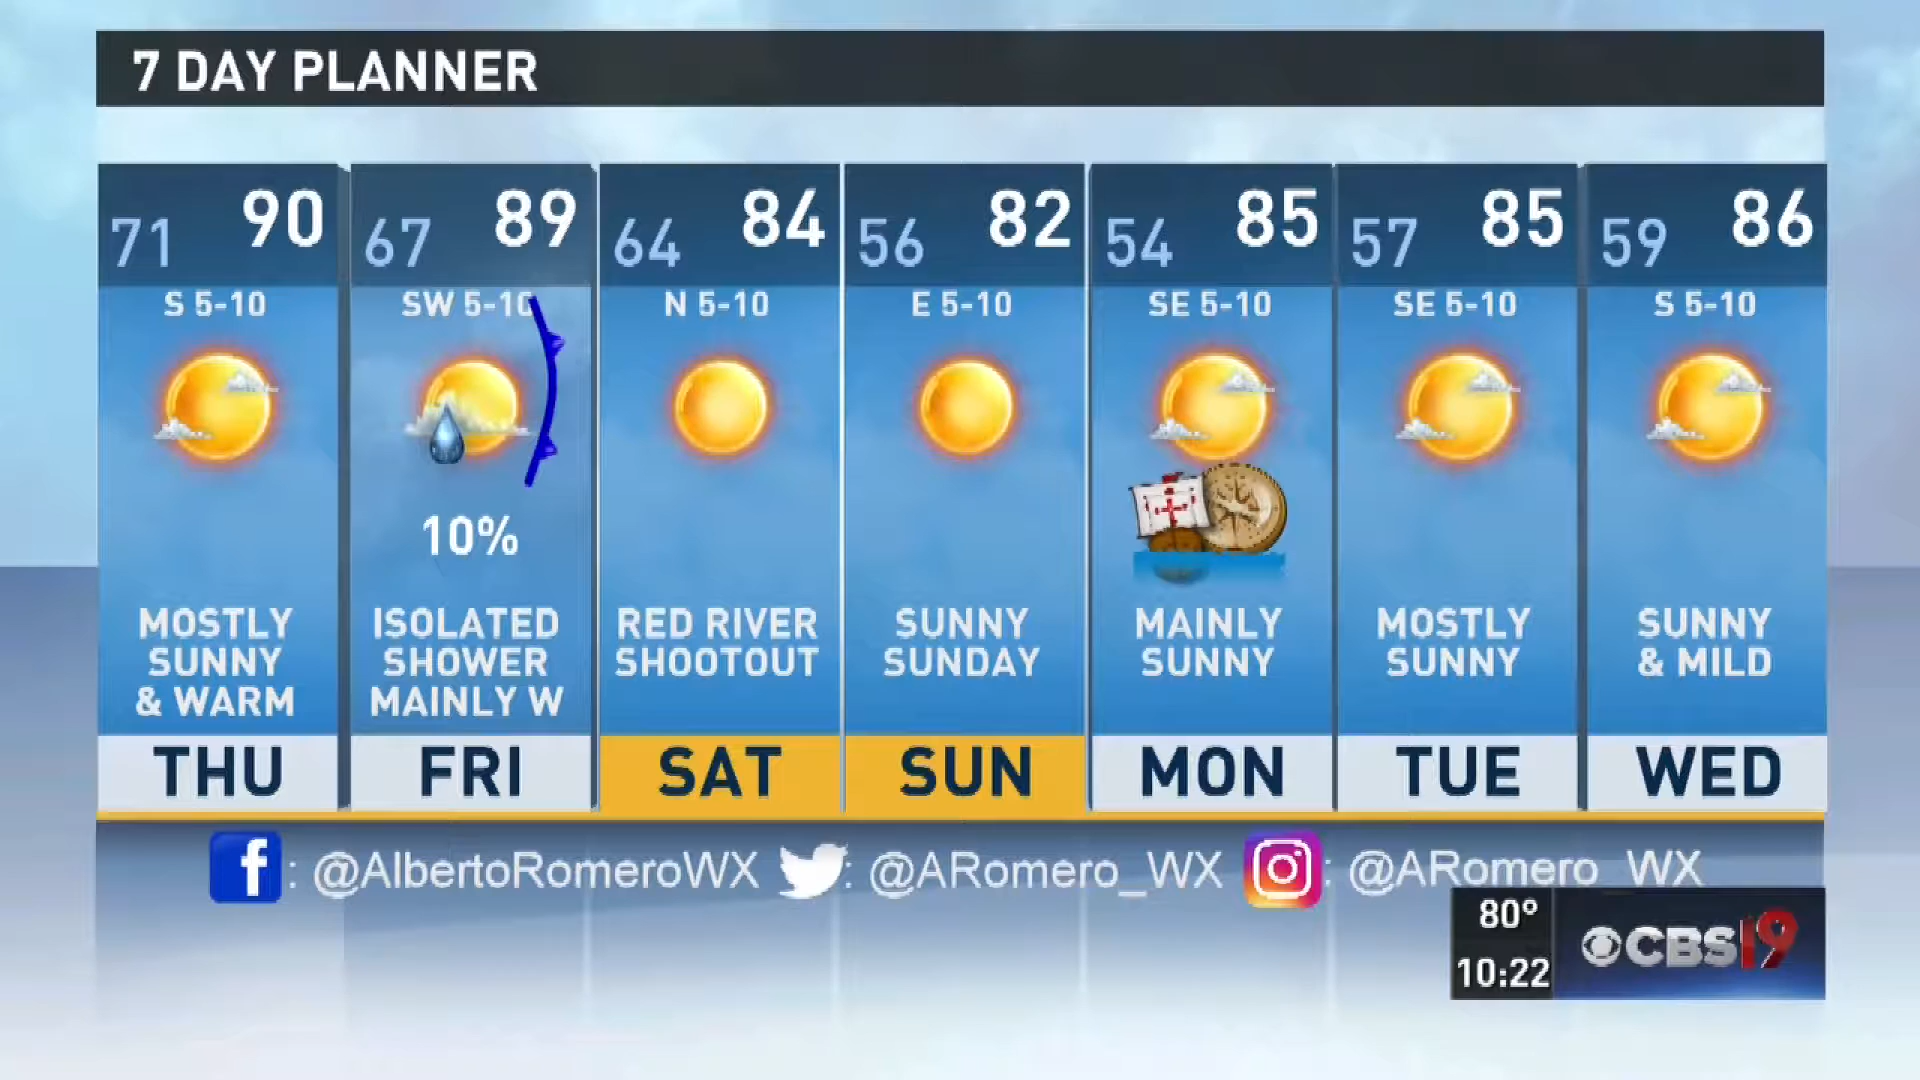 7 DAY PLANNER
71 90
67 89
64 84
56 82
54 85
57 85
59 86
S 5-10
SW 5-10
N 5-10
E 5-10
SE 5-10
SE 5-10
S 5-10
10%
MOSTLY
SUNNY
& WARM
ISOLATED
SHOWER
MAINLY W
RED RIVER
SHOOTOUT
SUNNY
SUNDAY
MAINLY
SUNNY
MOSTLY
SUNNY
SUNNY
& MILD
THU
FRI
SAT
SUN
MON
TUE
WED
f : @AlbertoRomeroWX : @ARomero_WX : @ARomero_WX
80°
10:22
CBS19